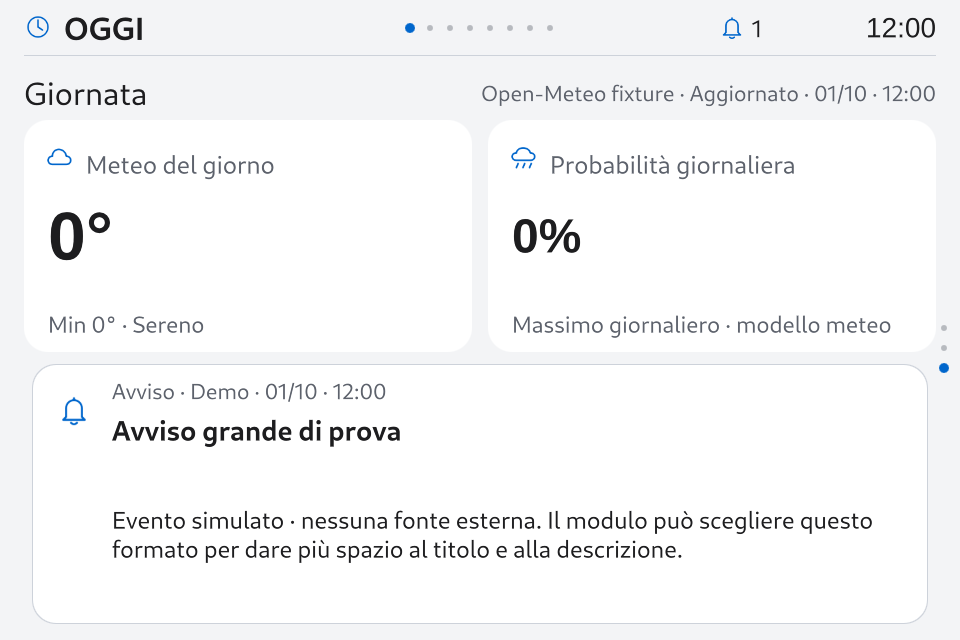 OGGI
1
12:00
Giornata
Open-Meteo fixture · Aggiornato · 01/10 · 12:00
Meteo del giorno
0°
Min 0° · Sereno
Probabilità giornaliera
0%
Massimo giornaliero · modello meteo
Avviso · Demo · 01/10 · 12:00
Avviso grande di prova
Evento simulato · nessuna fonte esterna. Il modulo può scegliere questo
formato per dare più spazio al titolo e alla descrizione.